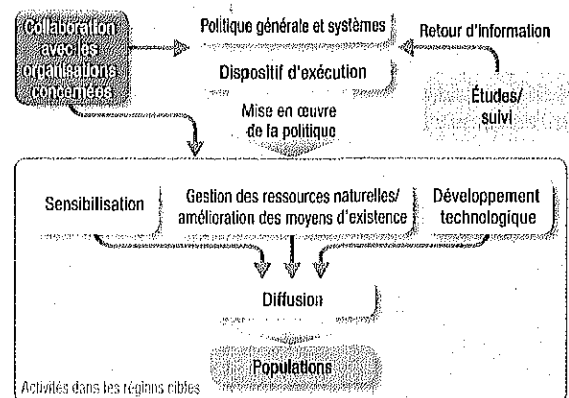 Collaboration
avec les
organisations
concernées
Politique générale et systèmes
Dispositif d'exécution
Retour d'information
Études/
suivi
Mise en œuvre
de la politique
Sensibilisation
Gestion des ressources naturelles/
amélioration des moyens d'existence
Développement
technologique
Diffusion
Populations
Activités dans les régions cibles